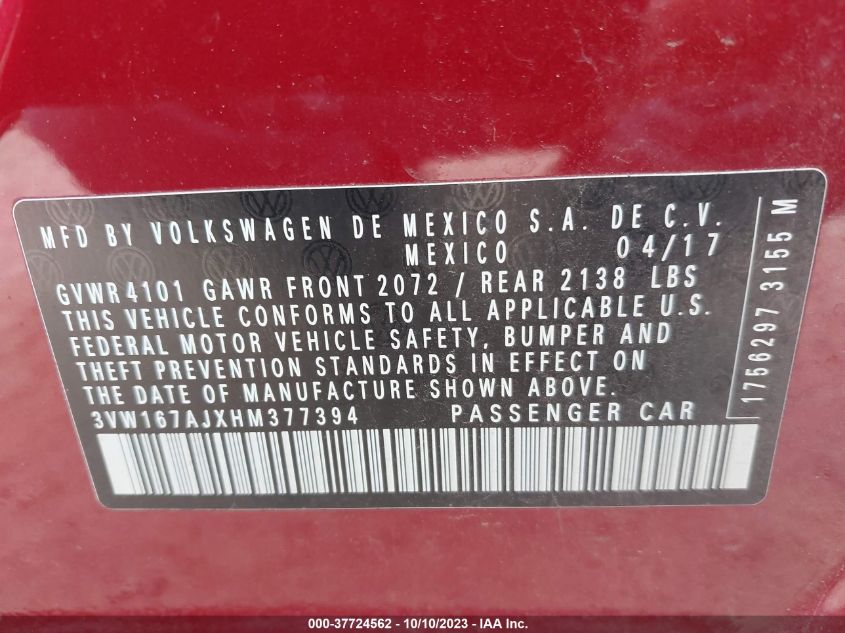 MFD BY VOLKSWAGEN DE MEXICO S.A. DE C.V.
MEXICO 04/17
GVWR 4101 GAWR FRONT 2072 / REAR 2138 LBS
THIS VEHICLE CONFORMS TO ALL APPLICABLE U.S.
FEDERAL MOTOR VEHICLE SAFETY, BUMPER AND
THEFT PREVENTION STANDARDS IN EFFECT ON
THE DATE OF MANUFACTURE SHOWN ABOVE.
3VW167AJXHM377394 PASSENGER CAR
1756297 3155 M
000-37724562 - 10/10/2023 - IAA Inc.